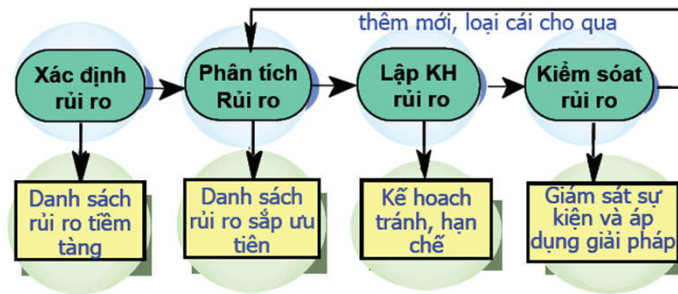 thêm mới, loại cái cho qua
Xác định
rủi ro
Phân tích
Rủi ro
Lập KH
rủi ro
Kiểm sóat
rủi ro
Danh sách
rủi ro tiềm
tàng
Danh sách
rủi ro sắp ưu
tiên
Kế hoach
tránh, hạn
chế
Giám sát sự
kiện và áp
dụng giải pháp